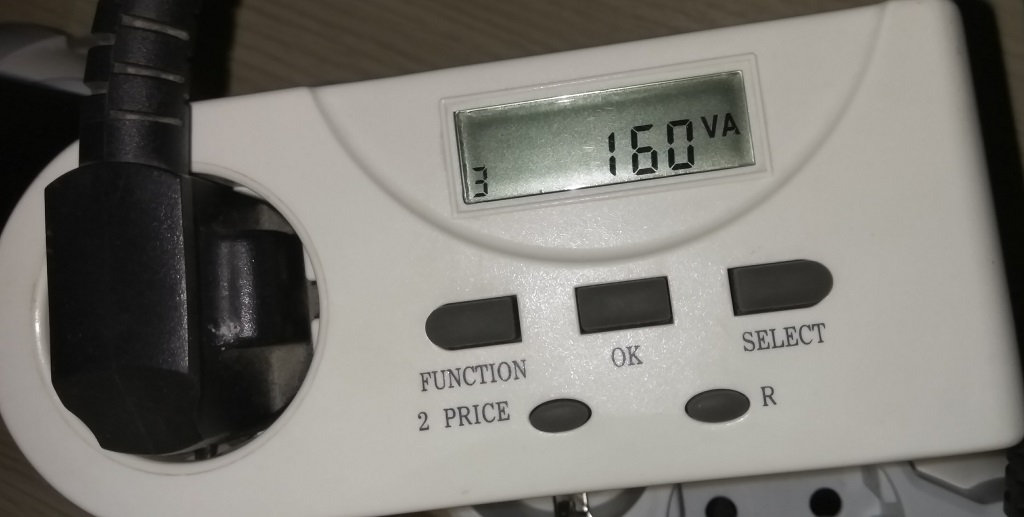 160 VA
3
FUNCTION OK SELECT
2 PRICE R